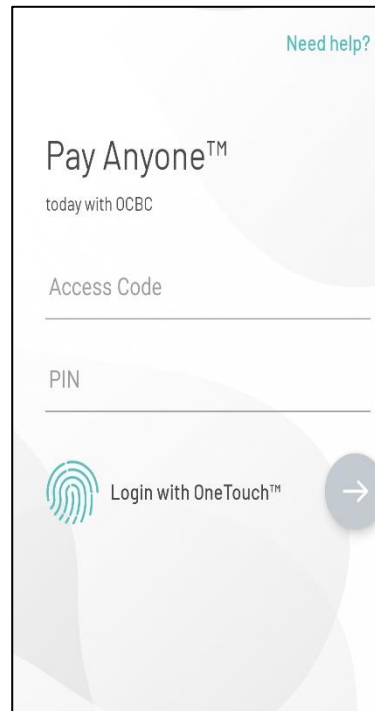 Need help?
Pay Anyone™
today with OCBC
Access Code
PIN
Login with OneTouch™